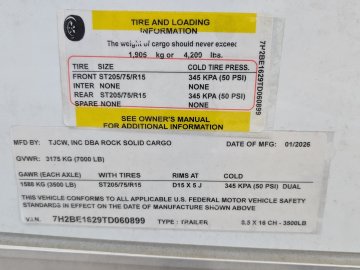 TIRE AND LOADING
INFORMATION
The weight of cargo should never exceed
1,905 kg or 4,200 lbs.
TIRE SIZE COLD TIRE PRESS.
FRONT ST205/75/R15 345 KPA (50 PSI)
INTER NONE NONE
REAR ST205/75/R15 345 KPA (50 PSI)
SPARE NONE NONE
SEE OWNER'S MANUAL
FOR ADDITIONAL INFORMATION
7H2BE1629TD060899
MFD BY: TJCW, INC DBA ROCK SOLID CARGO DATE OF MFG: 01/2026
GVWR: 3175 KG (7000 LB)
GAWR (EACH AXLE) WITH TIRES RIMS AT COLD
1588 KG (3500 LB) ST205/75/R15 D15 X 5 J 345 KPA (50 PSI) DUAL
THIS VEHICLE CONFORMS TO ALL APPLICABLE U.S. FEDERAL MOTOR VEHICLE SAFETY
STANDARDS IN EFFECT ON THE DATE OF MANUFACTURE SHOWN ABOVE
V.I.N. 7H2BE1629TD060899 TYPE : TRAILER 8.5 X 16 CH - 3500LB